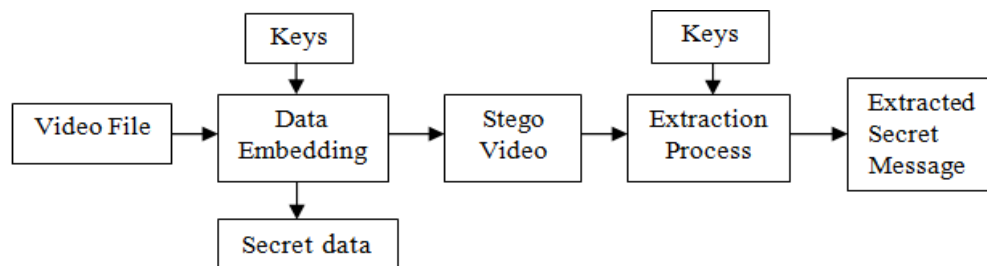 Keys
Keys
Video File
Data
Embedding
Stego
Video
Extraction
Process
Extracted
Secret
Message
Secret data